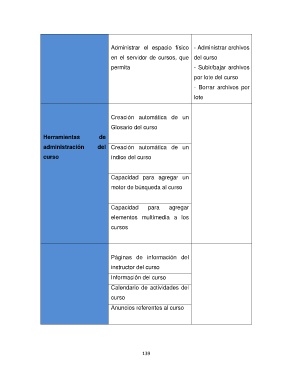 Administrar el espacio físico
en el servidor de cursos, que
permita
- Administrar archivos
del curso
- Subir/bajar archivos
por lote del curso
- Borrar archivos por
lote
Herramientas de
administración del
curso
Creación automática de un
Glosario del curso
Creación automática de un
índice del curso
Capacidad para agregar un
motor de búsqueda al curso
Capacidad para agregar
elementos multimedia a los
cursos
Páginas de información del
instructor del curso
Información del curso
Calendario de actividades del
curso
Anuncios referentes al curso
139